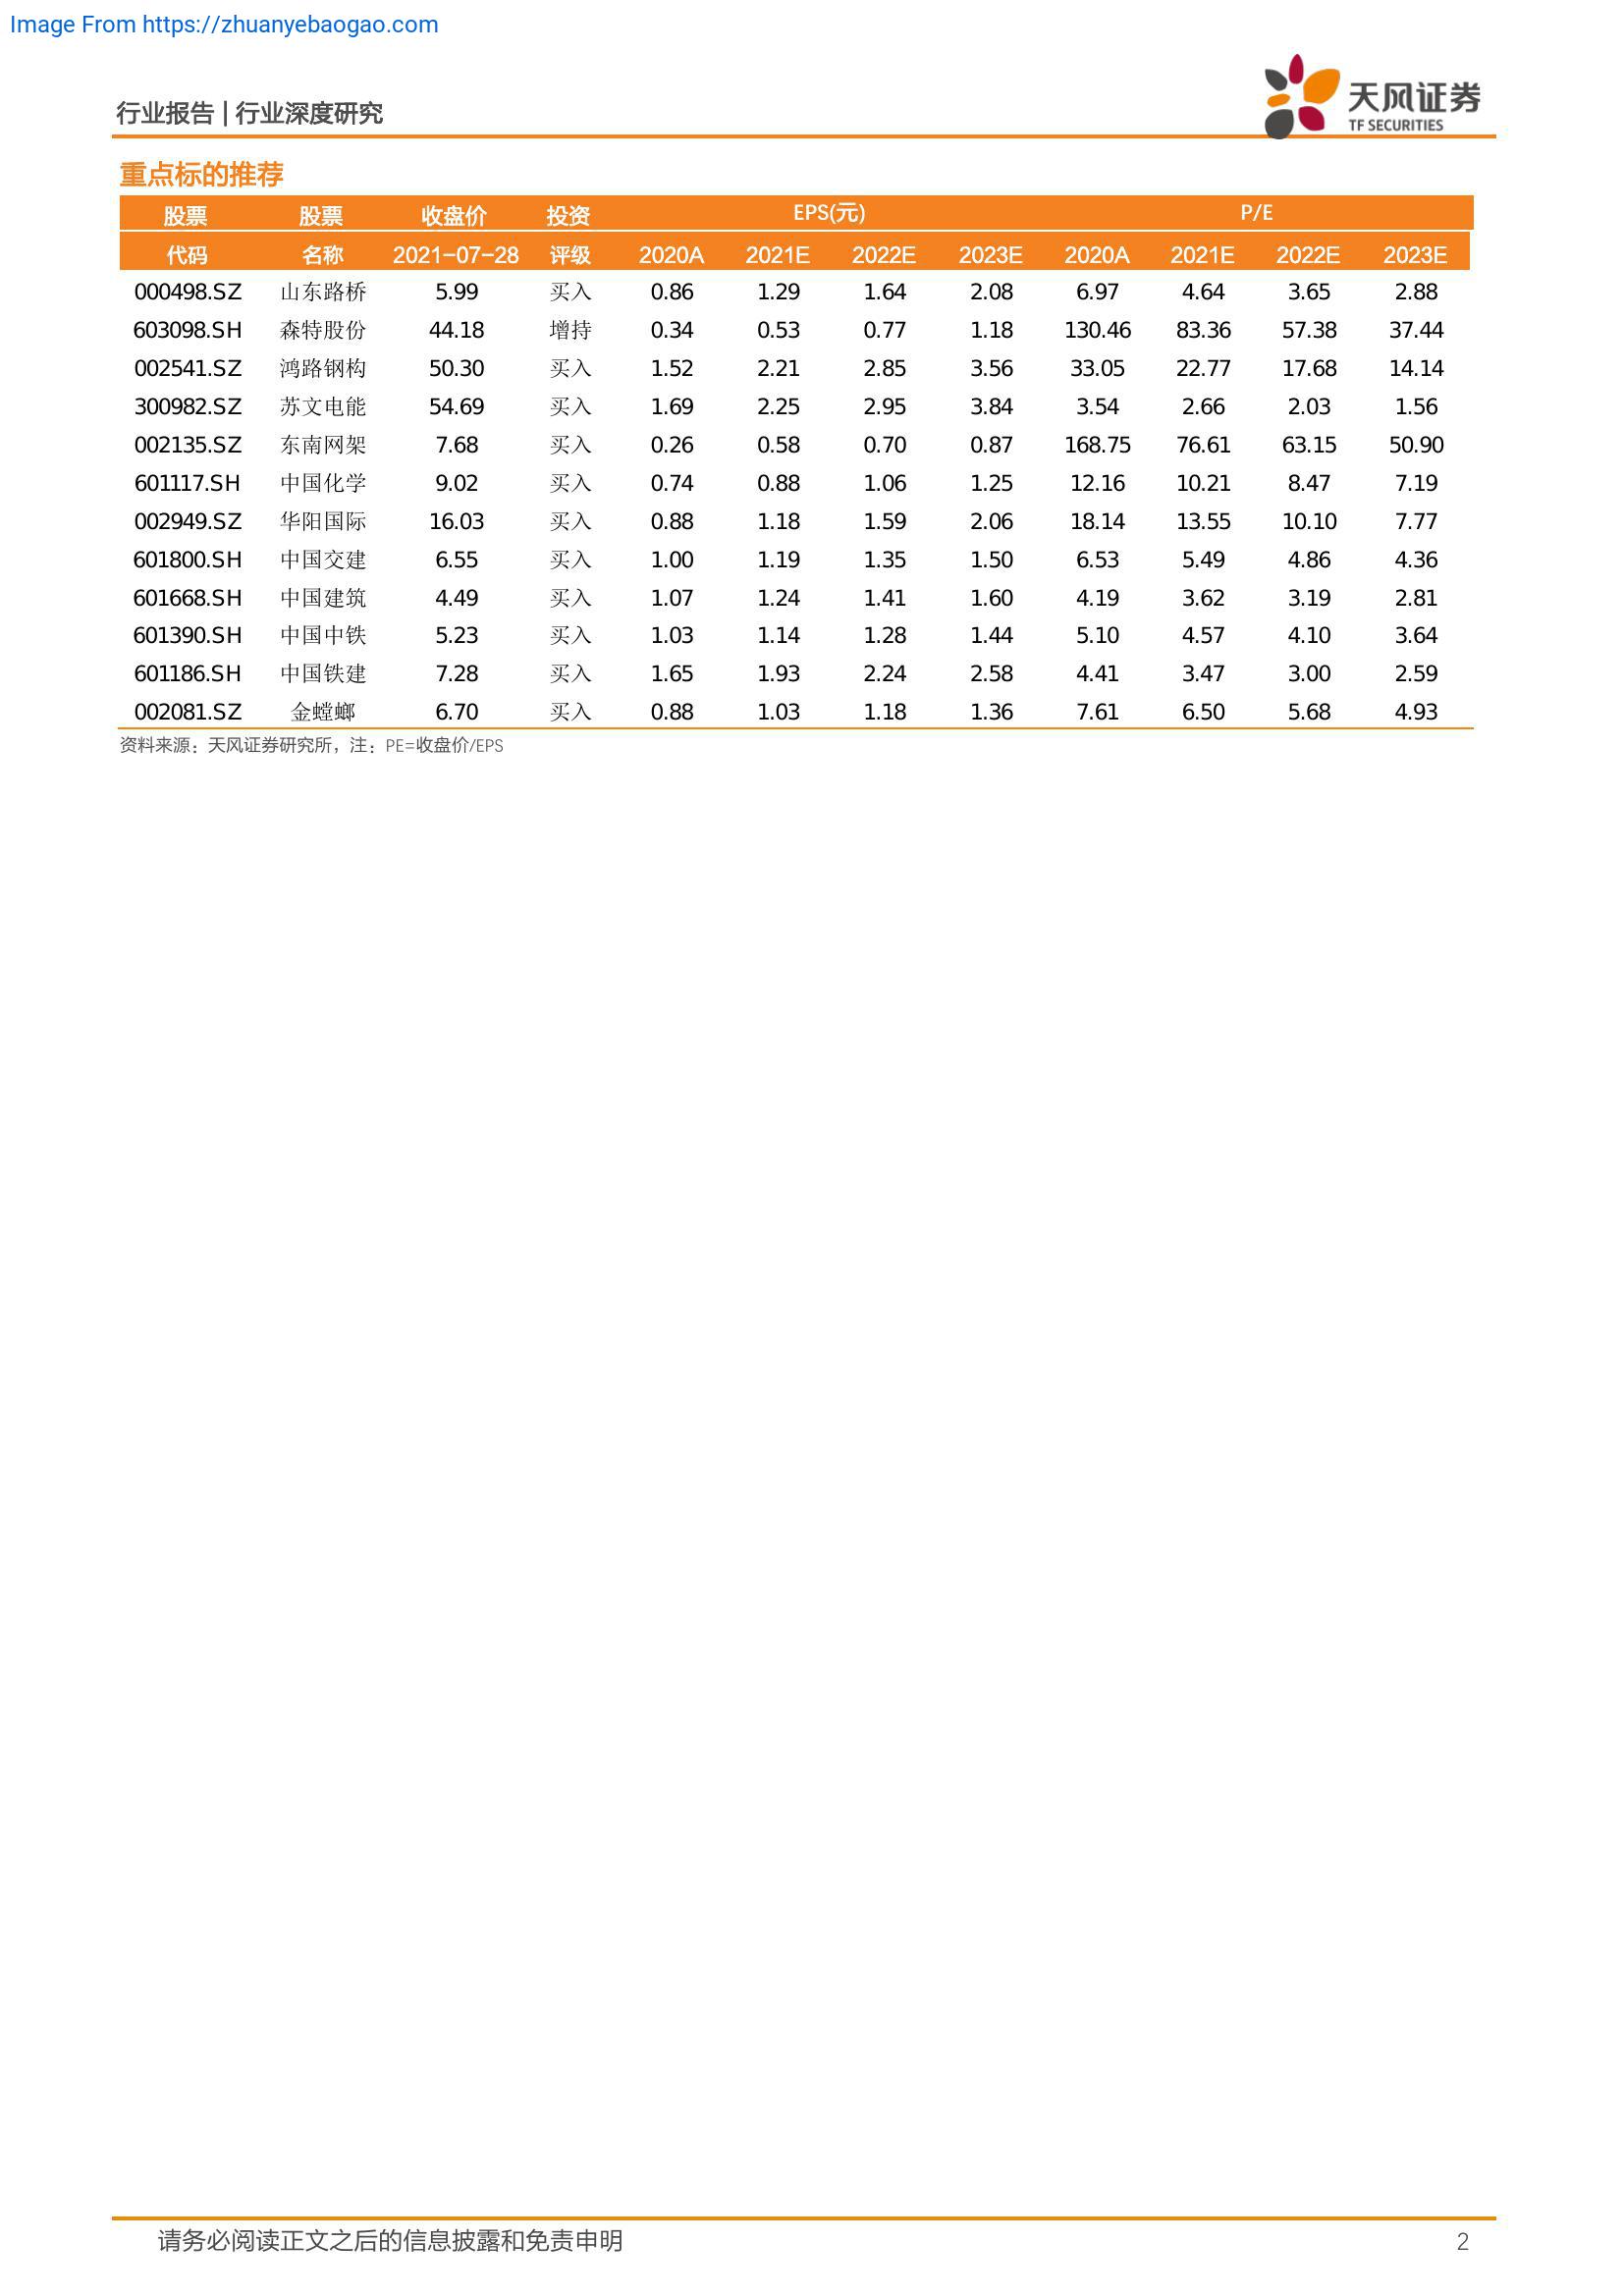 Image From https://zhuanyebaogao.com
行业报告 | 行业深度研究
天风证券
TF SECURITIES
重点标的推荐
股票 股票 收盘价 投资 EPS(元) P/E
代码 名称 2021-07-28 评级 2020A 2021E 2022E 2023E 2020A 2021E 2022E 2023E
000498.SZ 山东路桥 5.99 买入 0.86 1.29 1.64 2.08 6.97 4.64 3.65 2.88
603098.SH 森特股份 44.18 增持 0.34 0.53 0.77 1.18 130.46 83.36 57.38 37.44
002541.SZ 鸿路钢构 50.30 买入 1.52 2.21 2.85 3.56 33.05 22.77 17.68 14.14
300982.SZ 苏文电能 54.69 买入 1.69 2.25 2.95 3.84 3.54 2.66 2.03 1.56
002135.SZ 东南网架 7.68 买入 0.26 0.58 0.70 0.87 168.75 76.61 63.15 50.90
601117.SH 中国化学 9.02 买入 0.74 0.88 1.06 1.25 12.16 10.21 8.47 7.19
002949.SZ 华阳国际 16.03 买入 0.88 1.18 1.59 2.06 18.14 13.55 10.10 7.77
601800.SH 中国交建 6.55 买入 1.00 1.19 1.35 1.50 6.53 5.49 4.86 4.36
601668.SH 中国建筑 4.49 买入 1.07 1.24 1.41 1.60 4.19 3.62 3.19 2.81
601390.SH 中国中铁 5.23 买入 1.03 1.14 1.28 1.44 5.10 4.57 4.10 3.64
601186.SH 中国铁建 7.28 买入 1.65 1.93 2.24 2.58 4.41 3.47 3.00 2.59
002081.SZ 金螳螂 6.70 买入 0.88 1.03 1.18 1.36 7.61 6.50 5.68 4.93
资料来源：天风证券研究所，注：PE=收盘价/EPS
请务必阅读正文之后的信息披露和免责申明 2